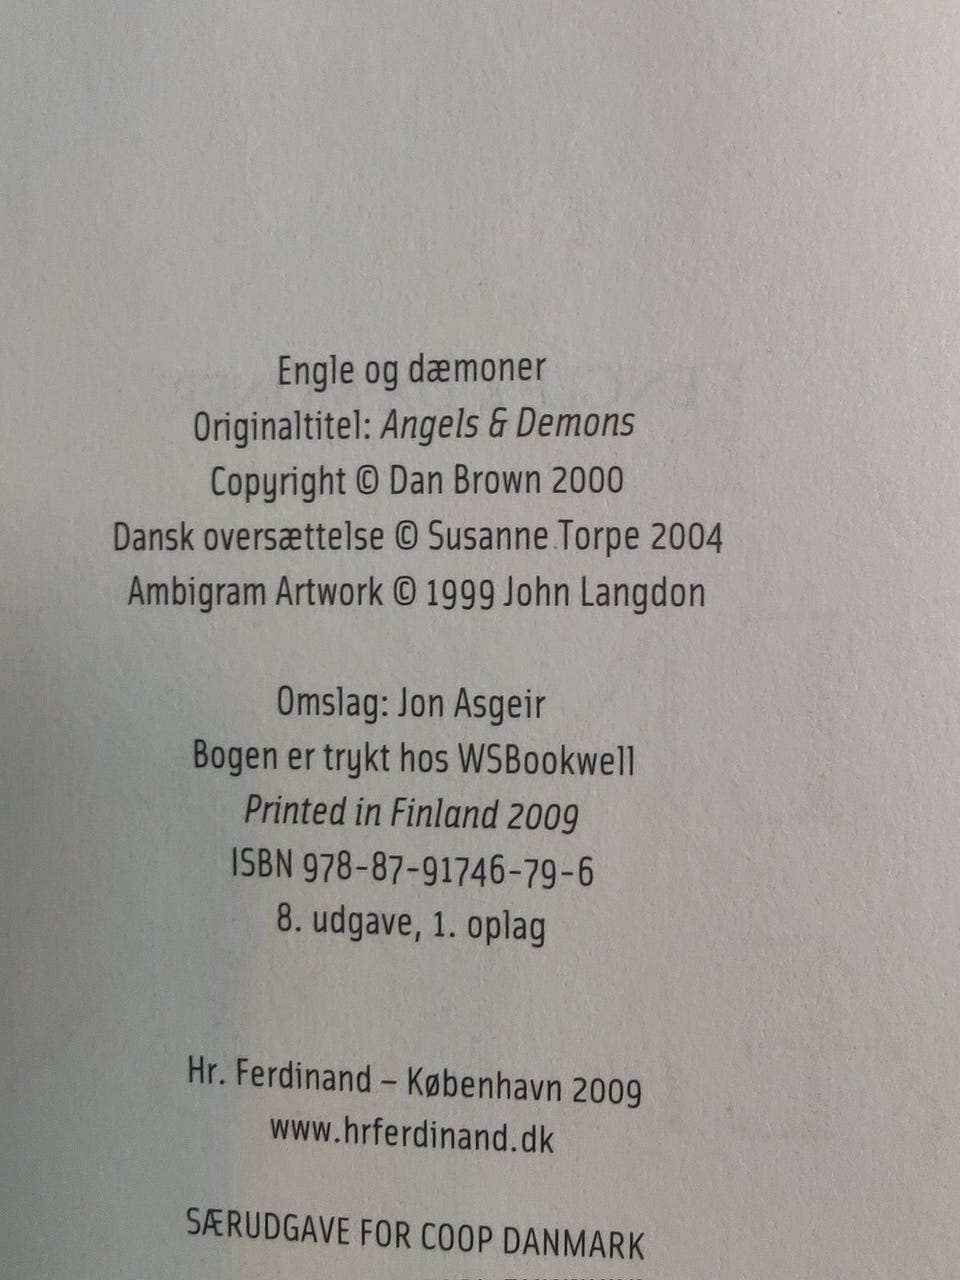 Engle og dæmoner
Originaltitel: Angels & Demons
Copyright © Dan Brown 2000
Dansk oversættelse © Susanne Torpe 2004
Ambigram Artwork © 1999 John Langdon
Omslag: Jon Asgeir
Bogen er trykt hos WSBookwell
Printed in Finland 2009
ISBN 978-87-91746-79-6
8. udgave, 1. oplag
Hr. Ferdinand – København 2009
www.hrferdinand.dk
SÆRUDGAVE FOR COOP DANMARK